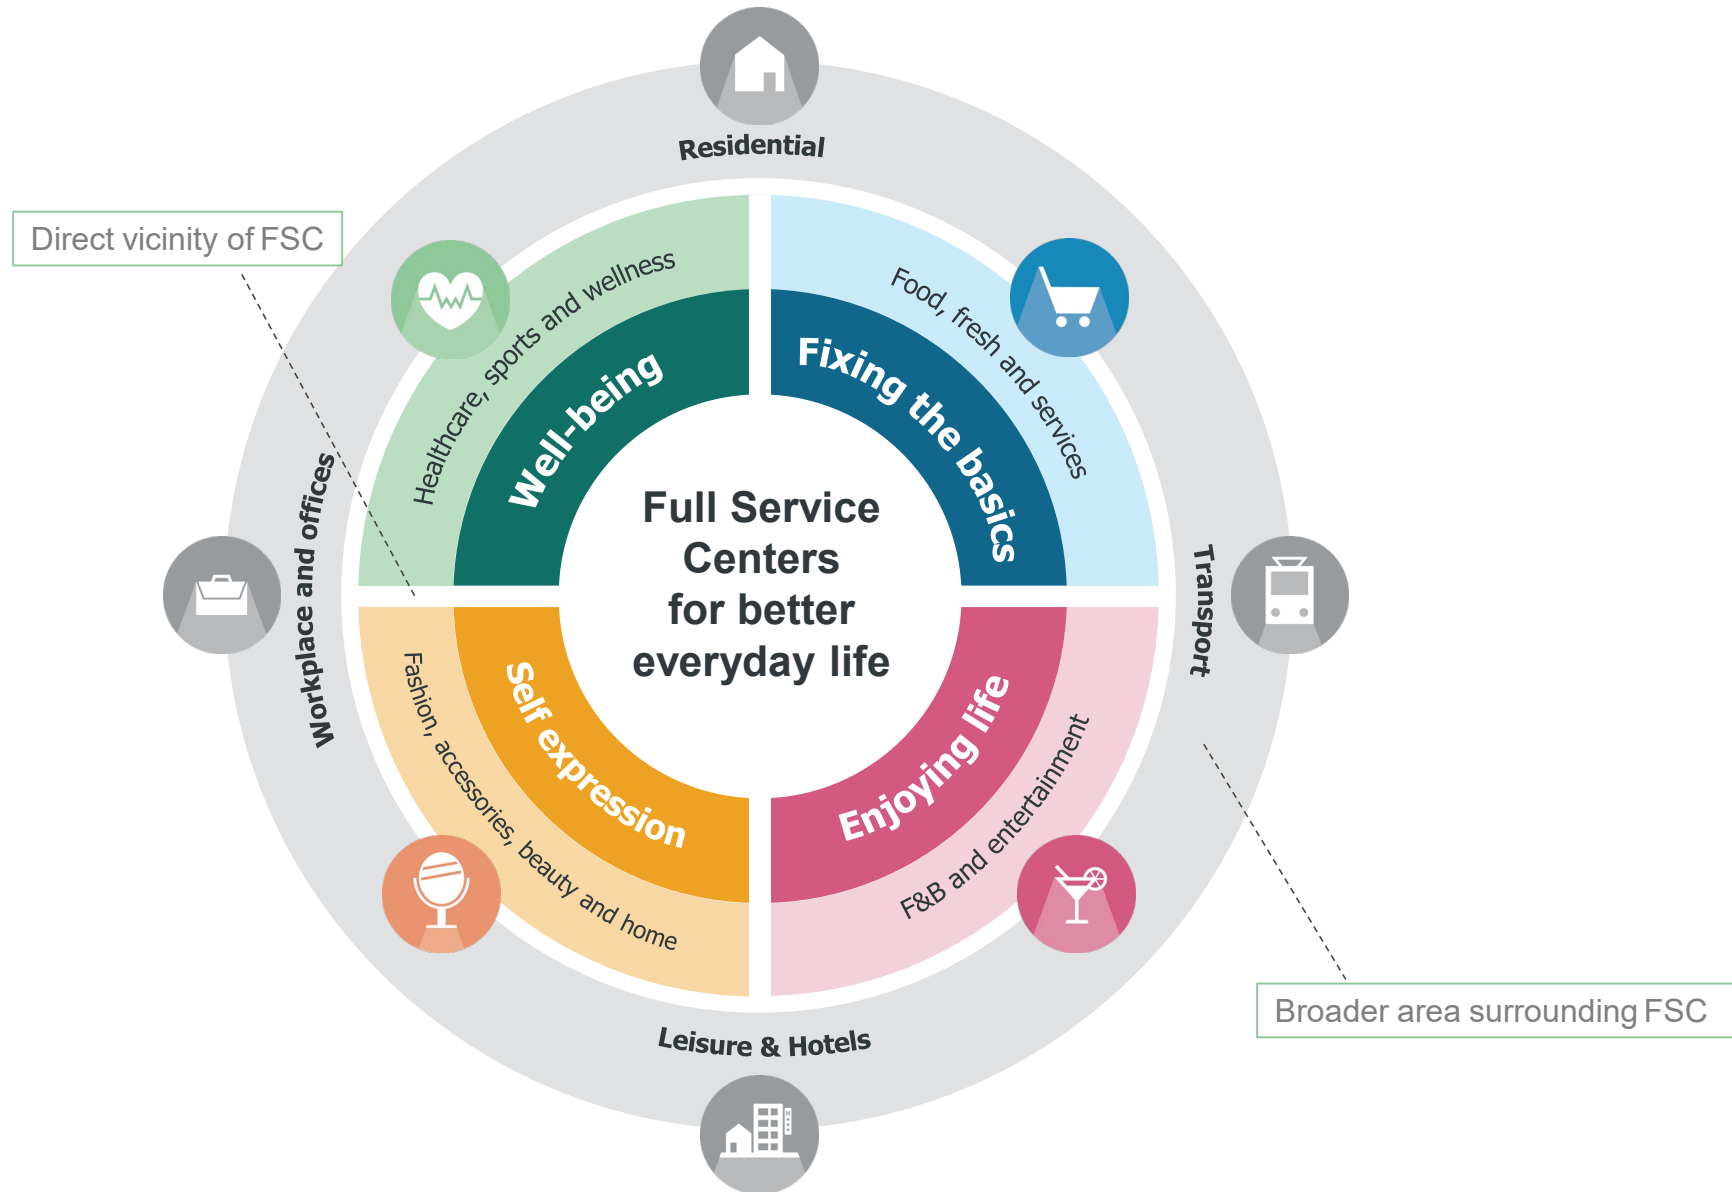 Residential
Direct vicinity of FSC
Healthcare, sports and wellness
Well-being
Food, fresh and services
Fixing the basics
Full Service
Centers
for better
everyday life
Workplace and offices
Transport
Self expression
Fashion, accessories, beauty and home
Enjoying life
F&B and entertainment
Broader area surrounding FSC
Leisure & Hotels